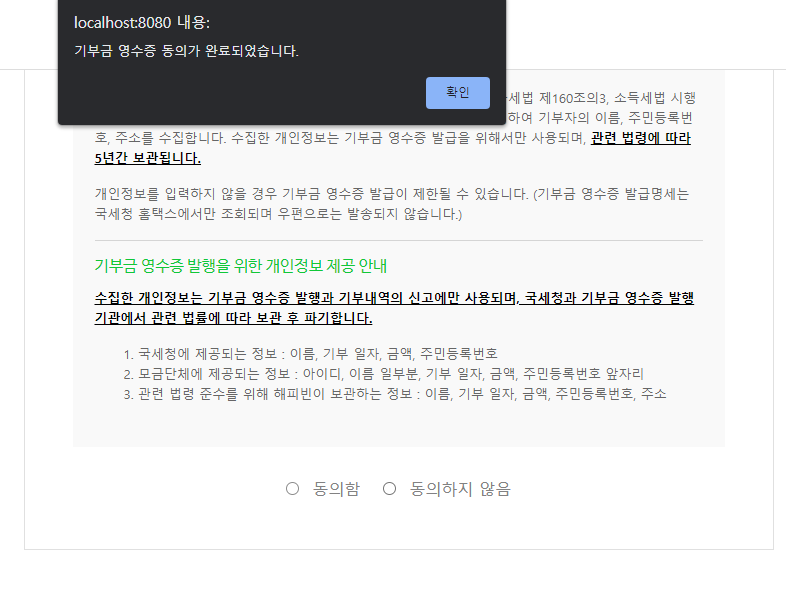 localhost:8080 내용:
기부금 영수증 동의가 완료되었습니다.
확인
세법 제160조의3, 소득세법 시행
하여 기부자의 이름, 주민등록번
호, 주소를 수집합니다. 수집한 개인정보는 기부금 영수증 발급을 위해서만 사용되며, 관련 법령에 따라
5년간 보관됩니다.
개인정보를 입력하지 않을 경우 기부금 영수증 발급이 제한될 수 있습니다. (기부금 영수증 발급명세는
국세청 홈택스에서만 조회되며 우편으로는 발송되지 않습니다.)
기부금 영수증 발행을 위한 개인정보 제공 안내
수집한 개인정보는 기부금 영수증 발행과 기부내역의 신고에만 사용되며, 국세청과 기부금 영수증 발행
기관에서 관련 법률에 따라 보관 후 파기합니다.
1. 국세청에 제공되는 정보 : 이름, 기부 일자, 금액, 주민등록번호
2. 모금단체에 제공되는 정보 : 아이디, 이름 일부분, 기부 일자, 금액, 주민등록번호 앞자리
3. 관련 법령 준수를 위해 해피빈이 보관하는 정보 : 이름, 기부 일자, 금액, 주민등록번호, 주소
동의함 동의하지 않음